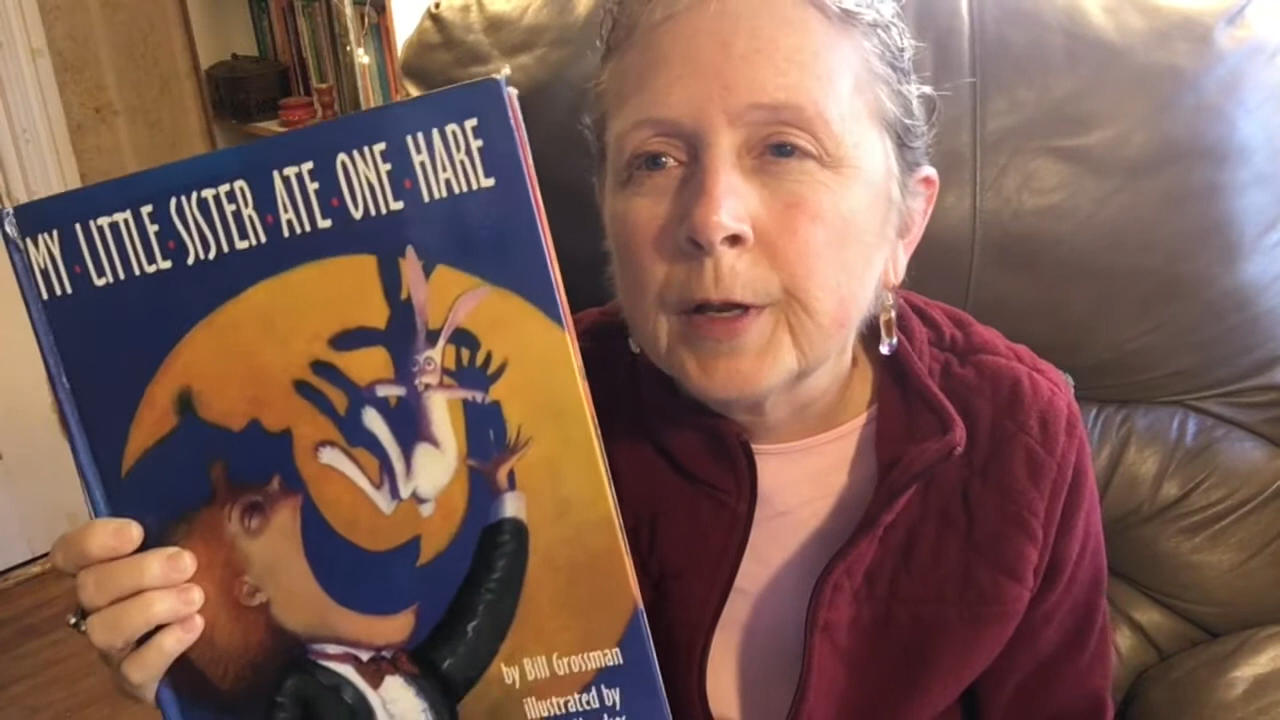 MY • LITTLE • SISTER • ATE • ONE • HARE
by Bill Grossman
illustrated by